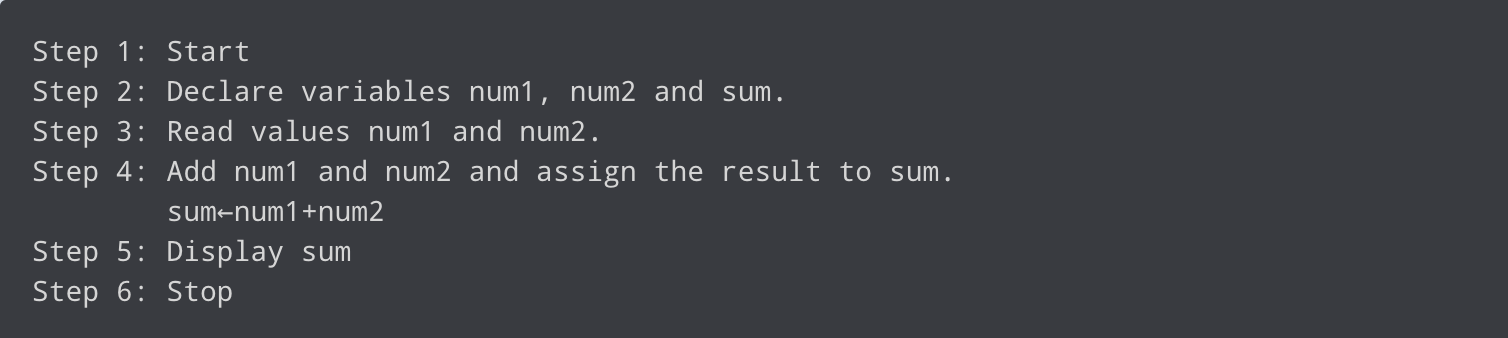 Step 1: Start
Step 2: Declare variables num1, num2 and sum.
Step 3: Read values num1 and num2.
Step 4: Add num1 and num2 and assign the result to sum.
        sum←num1+num2
Step 5: Display sum
Step 6: Stop